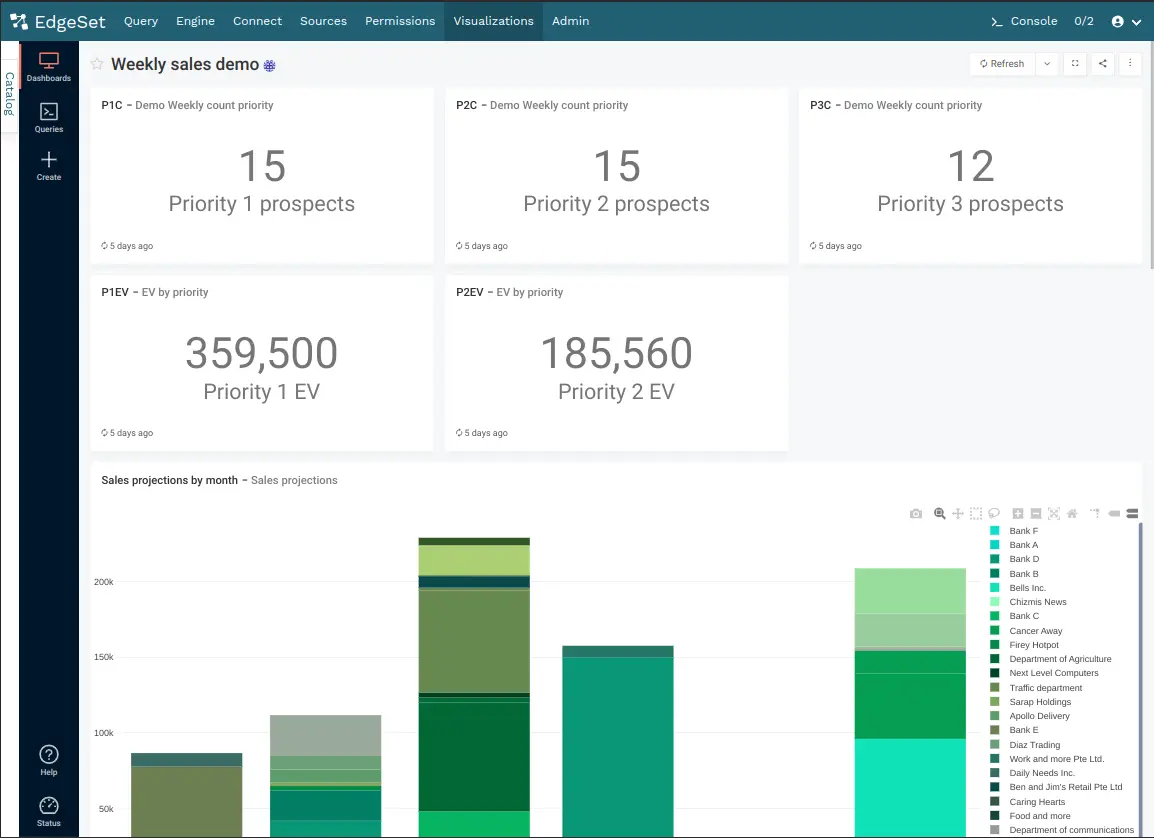 EdgeSet Query Engine Connect Sources Permissions Visualizations Admin Console 0/2
Catalog
Dashboards
Queries
Create
Help
Status
Weekly sales demo
Refresh
P1C – Demo Weekly count priority
15
Priority 1 prospects
5 days ago
P2C – Demo Weekly count priority
15
Priority 2 prospects
5 days ago
P3C – Demo Weekly count priority
12
Priority 3 prospects
5 days ago
P1EV – EV by priority
359,500
Priority 1 EV
5 days ago
P2EV – EV by priority
185,560
Priority 2 EV
5 days ago
Sales projections by month – Sales projections
200k
150k
100k
50k
Bank F
Bank A
Bank D
Bank B
Bells Inc.
Chizmis News
Bank C
Cancer Away
Firey Hotpot
Department of Agriculture
Next Level Computers
Traffic department
Sarap Holdings
Apollo Delivery
Bank E
Diaz Trading
Work and more Pte Ltd.
Daily Needs Inc.
Ben and Jim's Retail Pte Ltd
Caring Hearts
Food and more
Department of communications